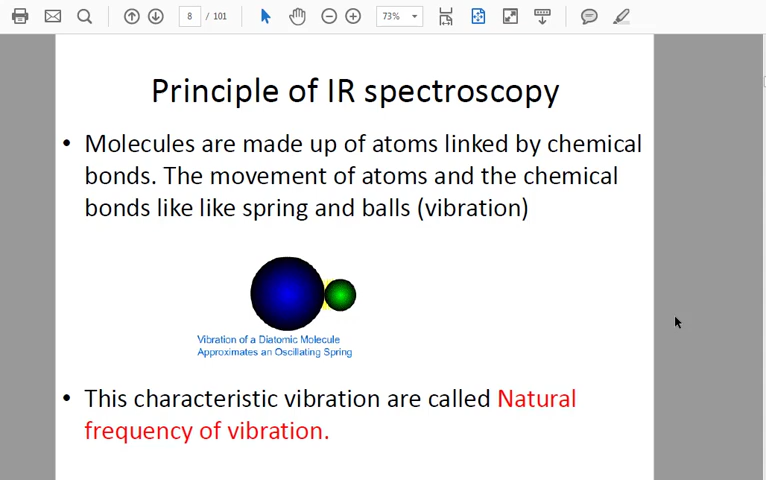 8 / 101
73%
Principle of IR spectroscopy
• Molecules are made up of atoms linked by chemical
bonds. The movement of atoms and the chemical
bonds like like spring and balls (vibration)
Vibration of a Diatomic Molecule
Approximates an Oscillating Spring
• This characteristic vibration are called Natural
frequency of vibration.